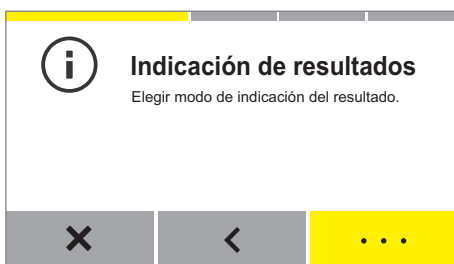 Indicación de resultados
Elegir modo de indicación del resultado.